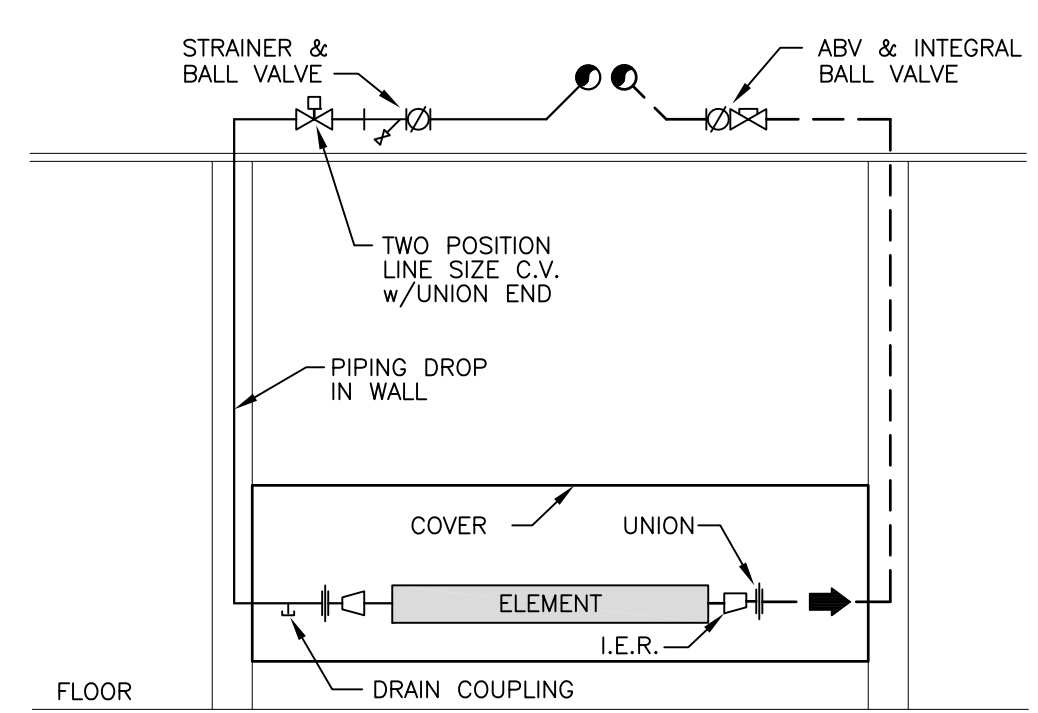 STRAINER &
BALL VALVE
ABV & INTEGRAL
BALL VALVE
TWO POSITION
LINE SIZE C.V.
w/UNION END
PIPING DROP
IN WALL
COVER
UNION
ELEMENT
I.E.R.
DRAIN COUPLING
FLOOR